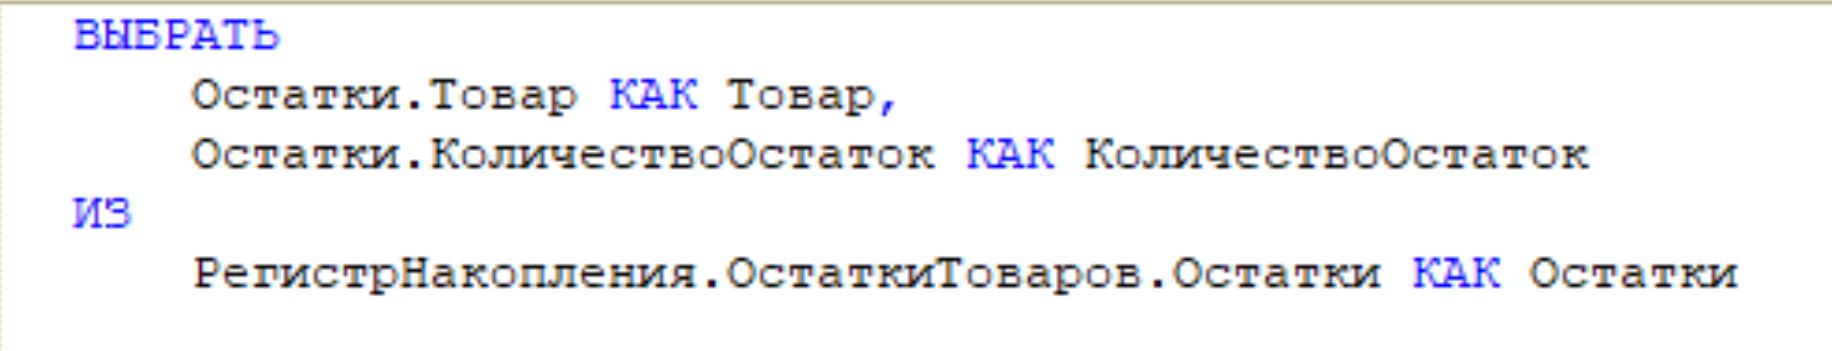 ВЫБРАТЬ
Остатки.Товар КАК Товар,
Остатки.КоличествоОстаток КАК КоличествоОстаток
ИЗ
РегистрНакопления.ОстаткиТоваров.Остатки КАК Остатки